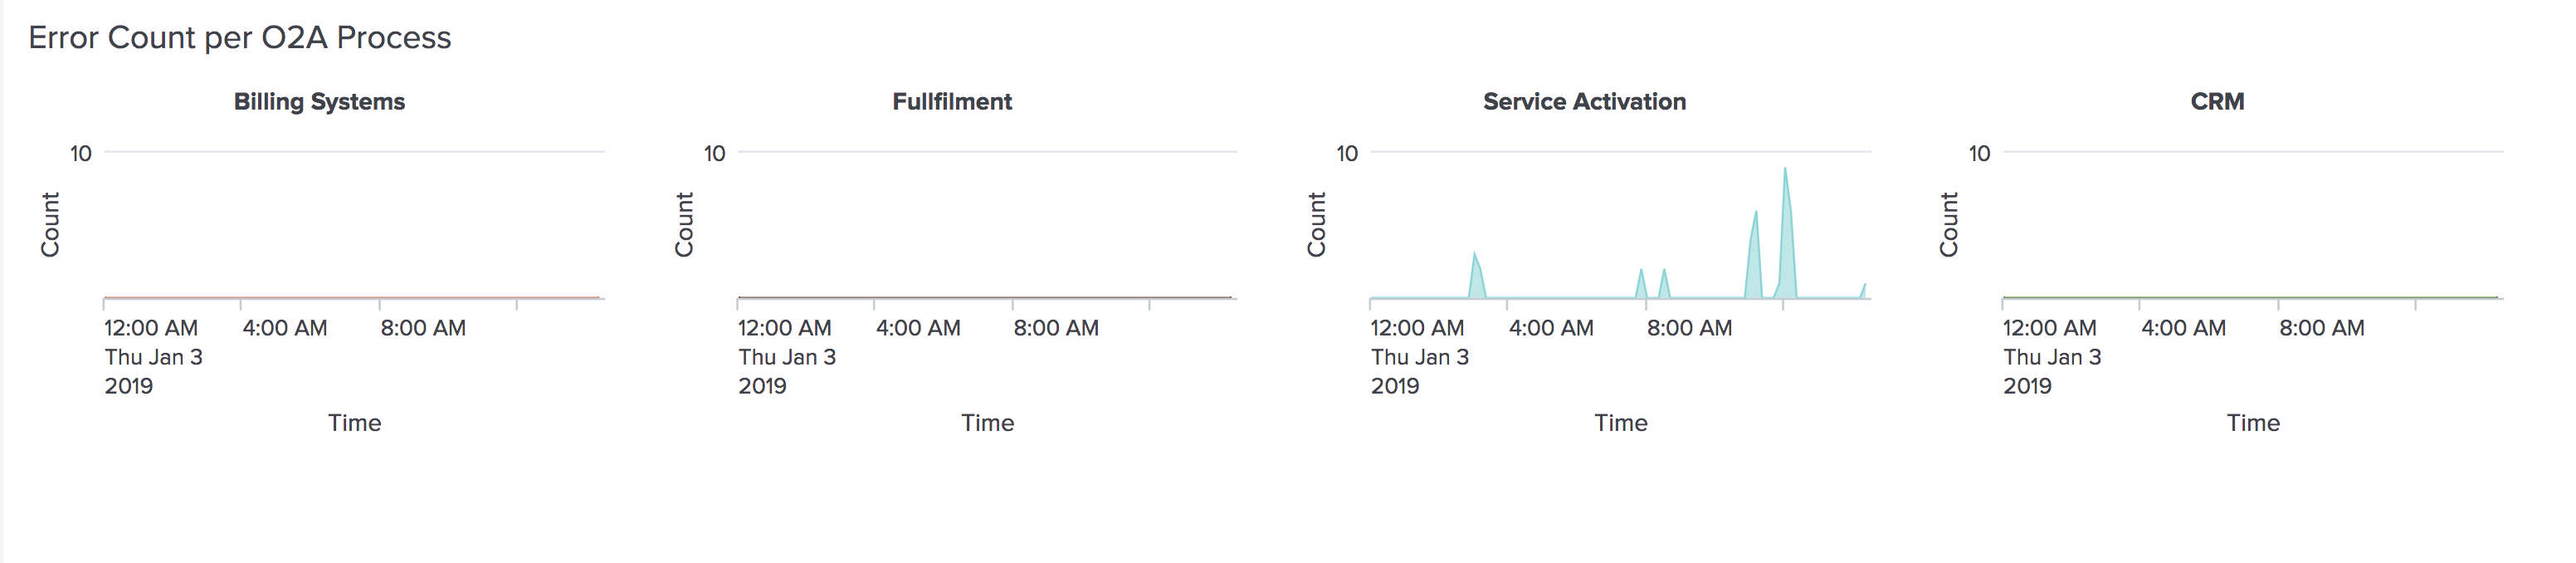 Error Count per O2A Process
Billing Systems
10
Count
12:00 AM 4:00 AM 8:00 AM
Thu Jan 3
2019
Time
Fullfilment
10
Count
12:00 AM 4:00 AM 8:00 AM
Thu Jan 3
2019
Time
Service Activation
10
Count
12:00 AM 4:00 AM 8:00 AM
Thu Jan 3
2019
Time
CRM
10
Count
12:00 AM 4:00 AM 8:00 AM
Thu Jan 3
2019
Time